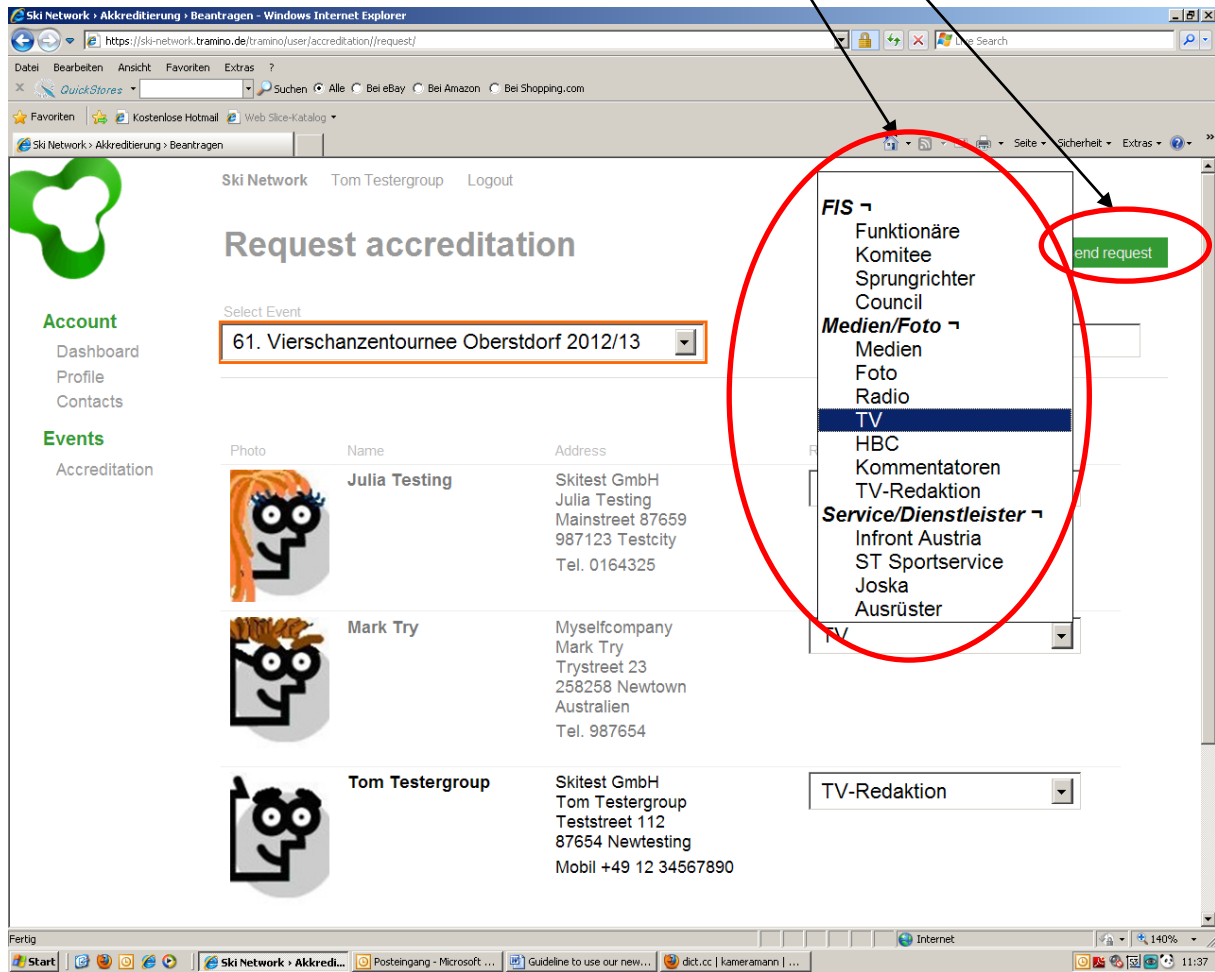 Ski Network › Akkreditierung › Beantragen - Windows Internet Explorer
https://ski-network.tramino.de/tramino/user/accreditation//request/
Live Search
Datei Bearbeiten Ansicht Favoriten Extras ?
QuickStores Suchen Alle Bei eBay Bei Amazon Bei Shopping.com
Favoriten Kostenlose Hotmail Web Slice-Katalog
Ski Network › Akkreditierung › Beantragen
Seite Sicherheit Extras
Ski Network Tom Testergroup Logout
Request accreditation
end request
Account
Dashboard
Profile
Contacts
Events
Accreditation
Select Event
61. Vierschanzentournee Oberstdorf 2012/13
FIS ¬
Funktionäre
Komitee
Sprungrichter
Council
Medien/Foto ¬
Medien
Foto
Radio
TV
HBC
Kommentatoren
TV-Redaktion
Service/Dienstleister ¬
Infront Austria
ST Sportservice
Joska
Ausrüster
Photo Name Address
Julia Testing
Skitest GmbH
Julia Testing
Mainstreet 87659
987123 Testcity
Tel. 0164325
Mark Try
Myselfcompany
Mark Try
Trystreet 23
258258 Newtown
Australien
Tel. 987654
TV
Tom Testergroup
Skitest GmbH
Tom Testergroup
Teststreet 112
87654 Newtesting
Mobil +49 12 34567890
TV-Redaktion
Fertig Internet 140%
Start Ski Network › Akkredi... Posteingang - Microsoft ... Guideline to use our new... dict.cc | kameramann | ... 11:37